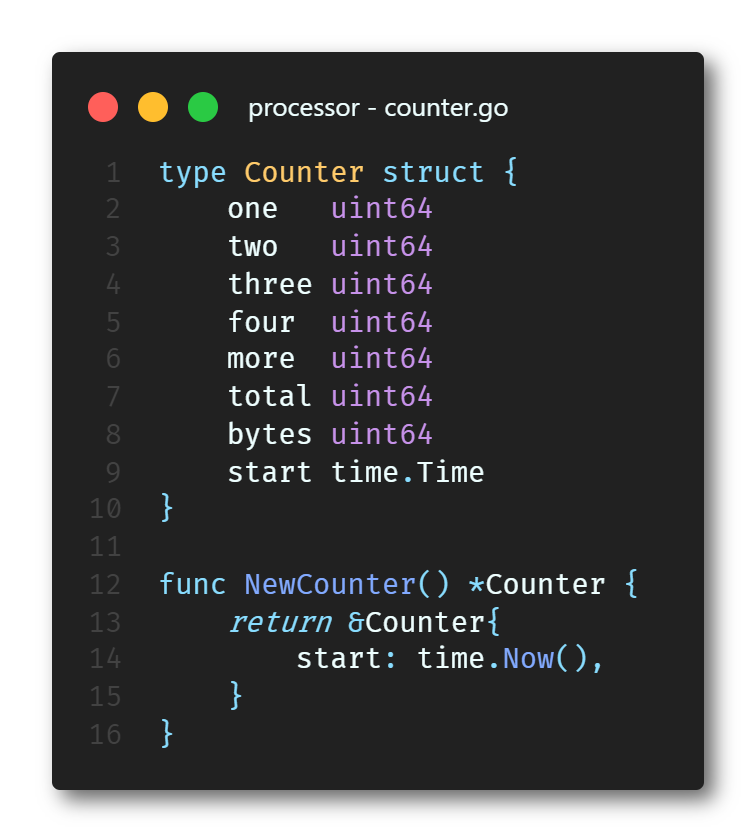 processor - counter.go
1 type Counter struct {
2     one   uint64
3     two   uint64
4     three uint64
5     four  uint64
6     more  uint64
7     total uint64
8     bytes uint64
9     start time.Time
10 }
11
12 func NewCounter() *Counter {
13     return &Counter{
14         start: time.Now(),
15     }
16 }